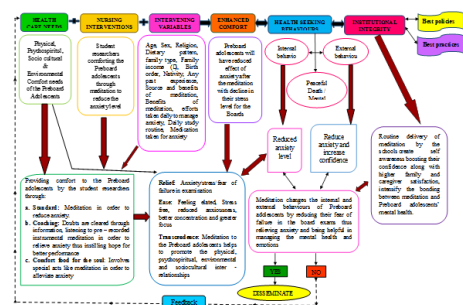 HEALTH
CARE NEEDS
NURSING
INTERVENTIONS
INTERVENING
VARIABLES
ENHANCED
COMFORT
HEALTH SEEKING
BEHAVIOURS
INSTITUTIONAL
INTEGRITY
Best policies
Best practices
Physical,
Psychospiritual,
Socio cultural
&
Environmental
Comfort needs
of the Preboard
Adolescents
Student
researchers
comforting the
Preboard
adolescents
through
meditation to
reduce the
anxiety level
Age, Sex, Religion,
Dietary pattern,
family type, Family
income (₹), Birth
order, Nativity, Any
past experience,
Source and benefits
of meditation,
Benefits of
meditation, efforts
taken daily to manage
anxiety, Daily study
routine, Medication
taken for anxiety
Preboard
adolescents will
have reduced
effect of
anxiety after the
meditation with
decline in their
stress level for
the Boards
Internal
behavior
External
behaviors
Peaceful
Death /
Mental
Reduced
anxiety
level
Reduce
anxiety and
increase
confidence
Routine delivery of
meditation by the
schools create self
awareness boosting their
confidence along with
higher family and
caregiver satisfaction,
intensify the bonding
between meditation and
Preboard adolescents'
mental health.
Providing comfort to the Preboard
adolescents by the student researchers
through:
a. Standard: Meditation in order to
reduce anxiety.
b. Coaching: Doubts are cleared through
information, listening to pre – recorded
instrumental meditation in order to
relieve anxiety thus instilling hope for
better performance
c. Comfort food for the soul: Involves
special acts like meditation in order to
alleviate anxiety
Relief: Anxiety/stress/fear of
failure in examination
Ease: Feeling elated, Stress
free, reduced anxiousness,
better concentration and greater
focus
Transcendence: Meditation to
the Preboard adolescents helps
to promote the physical,
psychospiritual, environmental
and sociocultural inter -
relationships
Meditation changes the internal and
external behaviours of Preboard
adolescents by reducing their fear of
failure in the board exams thus
relieving anxiety and being helpful in
managing the mental health and
emotions
YES
NO
DISSEMINATE
Feedback